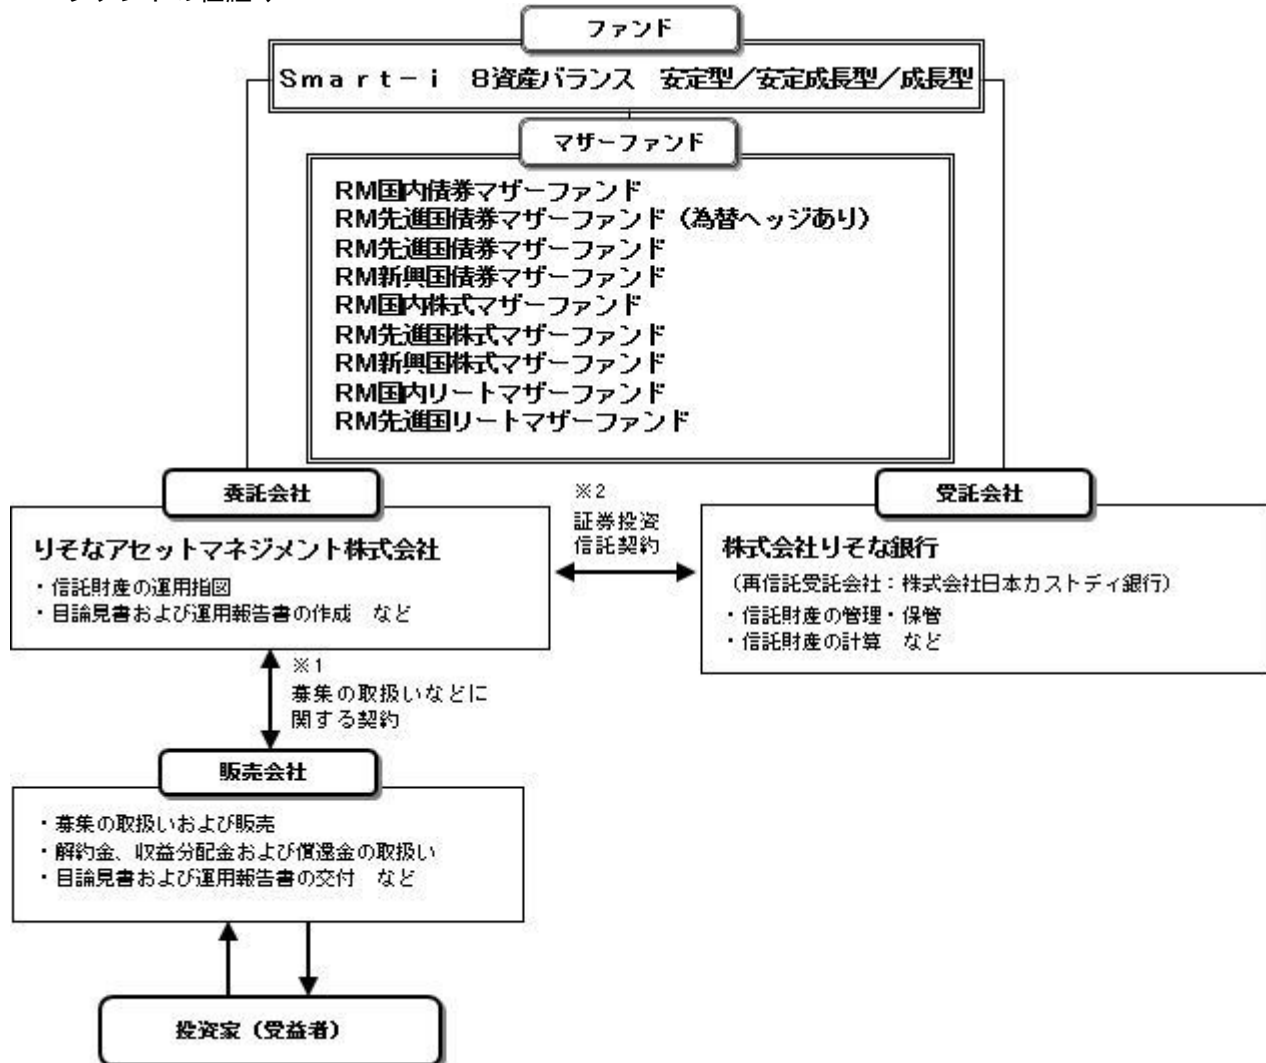 ファンド
Smart－i　8資産バランス　安定型／安定成長型／成長型
マザーファンド
RM国内債券マザーファンド
RM先進国債券マザーファンド（為替ヘッジあり）
RM先進国債券マザーファンド
RM新興国債券マザーファンド
RM国内株式マザーファンド
RM先進国株式マザーファンド
RM新興国株式マザーファンド
RM国内リートマザーファンド
RM先進国リートマザーファンド
委託会社
りそなアセットマネジメント株式会社
・信託財産の運用指図
・目論見書および運用報告書の作成　など
※2
証券投資
信託契約
受託会社
株式会社りそな銀行
（再信託受託会社：株式会社日本カストディ銀行）
・信託財産の管理・保管
・信託財産の計算　など
※1
募集の取扱いなどに
関する契約
販売会社
・募集の取扱いおよび販売
・解約金、収益分配金および償還金の取扱い
・目論見書および運用報告書の交付　など
投資家（受益者）